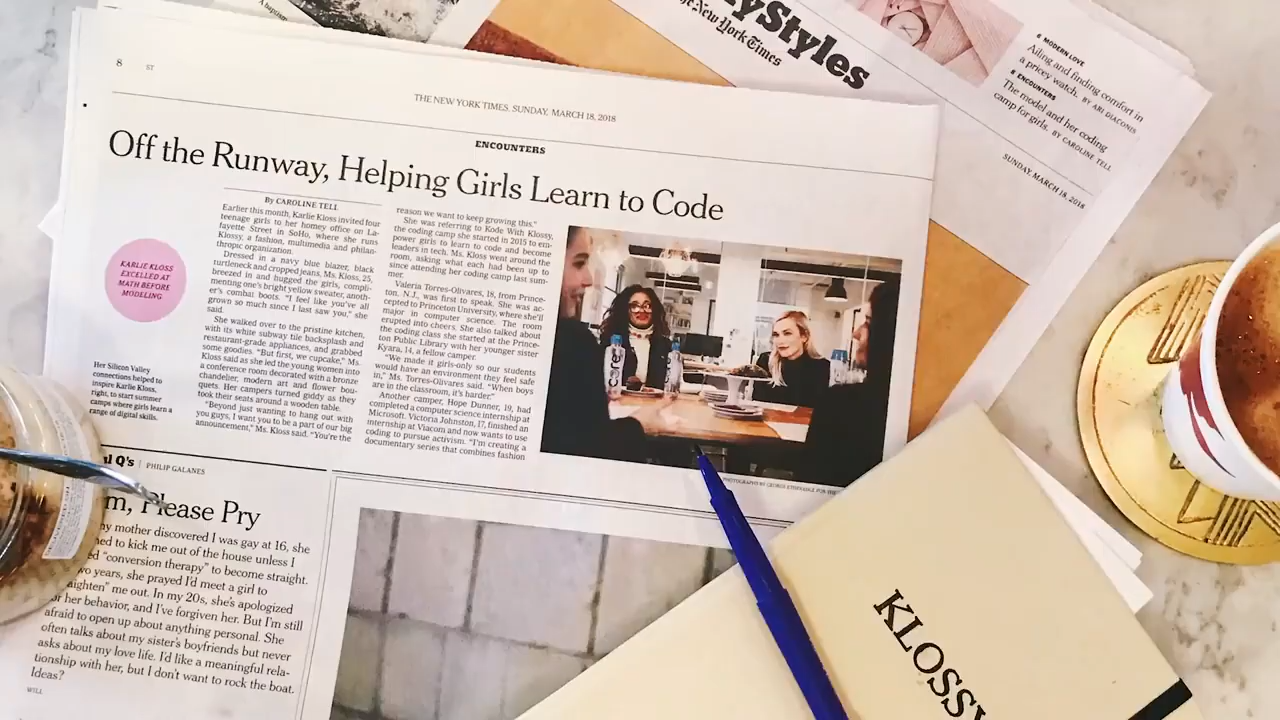 yStyles
The New York Times
6 MODERN LOVE
Ailing and finding comfort in
a pricey watch. BY ARI DIACONIS
8 ENCOUNTERS
The model and her coding
camp for girls. BY CAROLINE TELL
SUNDAY, MARCH 18, 2018
8 ST
THE NEW YORK TIMES, SUNDAY, MARCH 18, 2018
ENCOUNTERS
Off the Runway, Helping Girls Learn to Code
By CAROLINE TELL
Earlier this month, Karlie Kloss invited four
teenage girls to her homey office on La-
fayette Street in SoHo, where she runs
Klossy, a fashion, multimedia and philan-
thropic organization.
Dressed in a navy blue blazer, black
turtleneck and cropped jeans, Ms. Kloss, 25,
breezed in and hugged the girls, compli-
menting one's bright yellow sweater, anoth-
er's combat boots. "I feel like you've all
grown so much since I last saw you," she
said.
She walked over to the pristine kitchen,
with its white subway tile backsplash and
restaurant-grade appliances, and grabbed
some goodies. "But first, we cupcake," Ms.
Kloss said as she led the young women into
a conference room decorated with a bronze
chandelier, modern art and flower bou-
quets. Her campers turned giddy as they
took their seats around a wooden table.
"Beyond just wanting to hang out with
you guys, I want you to be a part of our big
announcement," Ms. Kloss said. "You're the
reason we want to keep growing this."
She was referring to Kode With Klossy,
the coding camp she started in 2015 to em-
power girls to learn to code and become
leaders in tech. Ms. Kloss went around the
room, asking what each had been up to
since attending her coding camp last sum-
mer.
Valeria Torres-Olivares, 18, from Prince-
ton, N.J., was first to speak. She was ac-
cepted to Princeton University, where she'll
major in computer science. The room
erupted into cheers. She also talked about
the coding class she started at the Prince-
ton Public Library with her younger sister
Kyara, 14, a fellow camper.
"We made it girls-only so our students
would have an environment they feel safe
in," Ms. Torres-Olivares said. "When boys
are in the classroom, it's harder."
Another camper, Hope Dunner, 19, had
completed a computer science internship at
Microsoft. Victoria Johnston, 17, finished an
internship at Viacom and now wants to use
coding to pursue activism. "I'm creating a
documentary series that combines fashion
KARLIE KLOSS
EXCELLED AT
MATH BEFORE
MODELING
Her Silicon Valley
connections helped to
inspire Karlie Kloss,
right, to start summer
camps where girls learn a
range of digital skills.
core
l Q's | PHILIP GALANES
m, Please Pry
my mother discovered I was gay at 16, she
ned to kick me out of the house unless I
ed "conversion therapy" to become straight.
wo years, she prayed I'd meet a girl to
aighten" me out. In my 20s, she's apologized
or her behavior, and I've forgiven her. But I'm still
afraid to open up about anything personal. She
often talks about my sister's boyfriends but never
asks about my love life. I'd like a meaningful rela-
tionship with her, but I don't want to rock the boat.
Ideas?
WILL
KLOSSY